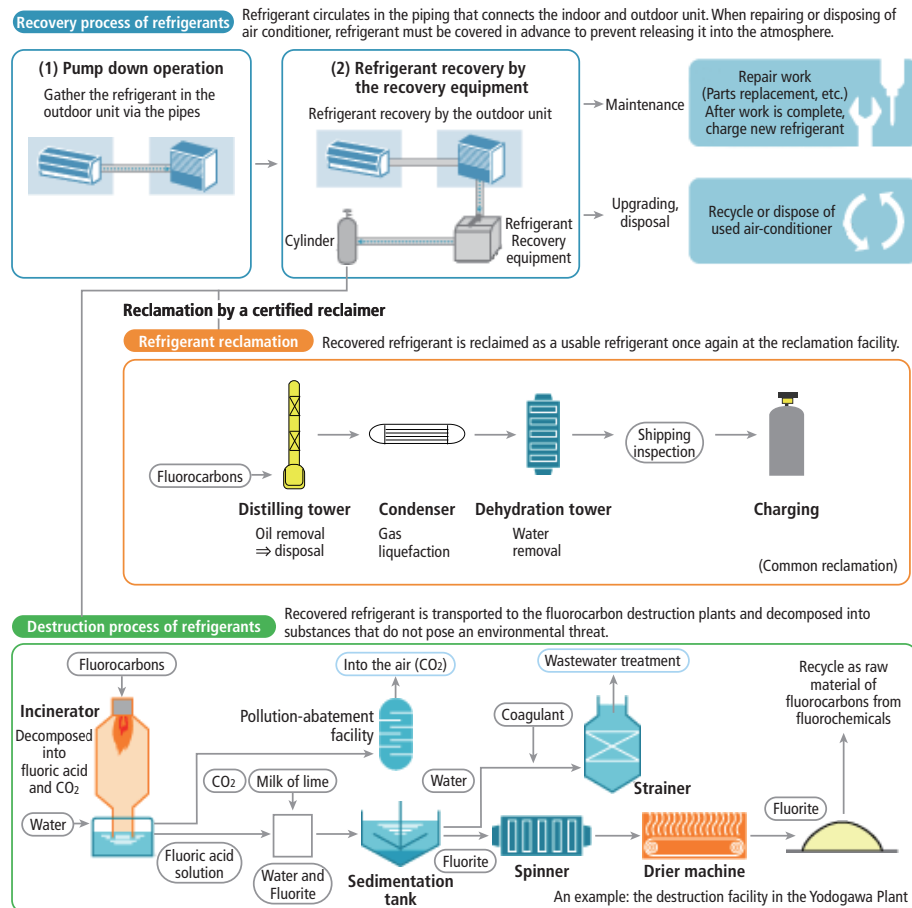 Recovery process of refrigerants
Refrigerant circulates in the piping that connects the indoor and outdoor unit. When repairing or disposing of
air conditioner, refrigerant must be covered in advance to prevent releasing it into the atmosphere.
(1) Pump down operation
Gather the refrigerant in the
outdoor unit via the pipes
(2) Refrigerant recovery by
the recovery equipment
Refrigerant recovery by the outdoor unit
Cylinder
Refrigerant
Recovery
equipment
Maintenance
Repair work
(Parts replacement, etc.)
After work is complete,
charge new refrigerant
Upgrading,
disposal
Recycle or dispose of
used air-conditioner
Reclamation by a certified reclaimer
Refrigerant reclamation
Recovered refrigerant is reclaimed as a usable refrigerant once again at the reclamation facility.
Fluorocarbons
Shipping
inspection
Distilling tower
Oil removal
⇒ disposal
Condenser
Gas
liquefaction
Dehydration tower
Water
removal
Charging
(Common reclamation)
Destruction process of refrigerants
Recovered refrigerant is transported to the fluorocarbon destruction plants and decomposed into
substances that do not pose an environmental threat.
Fluorocarbons
Incinerator
Decomposed
into
fluoric acid
and CO₂
Water
Fluoric acid
solution
CO₂
Milk of lime
Water and
Fluorite
Into the air (CO₂)
Pollution-abatement
facility
Sedimentation
tank
Water
Fluorite
Coagulant
Wastewater treatment
Strainer
Spinner
Drier machine
Fluorite
Recycle as raw
material of
fluorocarbons from
fluorochemicals
An example: the destruction facility in the Yodogawa Plant